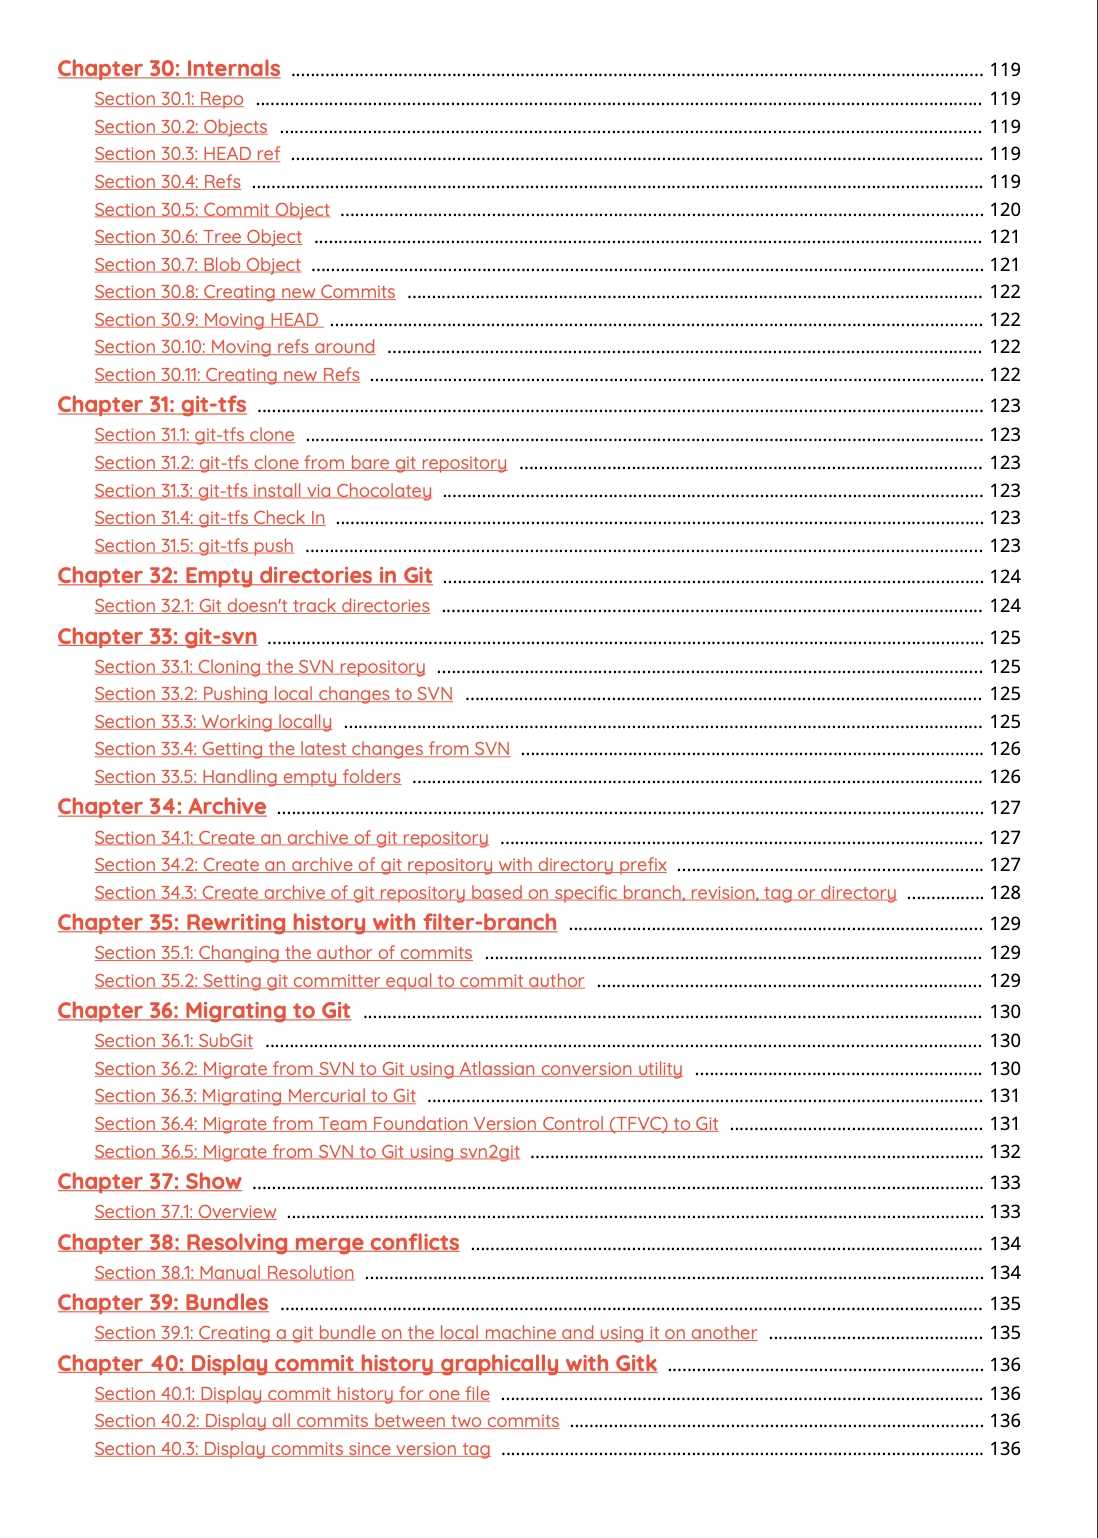 Chapter 30: Internals ........ 119
Section 30.1: Repo ........ 119
Section 30.2: Objects ........ 119
Section 30.3: HEAD ref ........ 119
Section 30.4: Refs ........ 119
Section 30.5: Commit Object ........ 120
Section 30.6: Tree Object ........ 121
Section 30.7: Blob Object ........ 121
Section 30.8: Creating new Commits ........ 122
Section 30.9: Moving HEAD ........ 122
Section 30.10: Moving refs around ........ 122
Section 30.11: Creating new Refs ........ 122
Chapter 31: git-tfs ........ 123
Section 31.1: git-tfs clone ........ 123
Section 31.2: git-tfs clone from bare git repository ........ 123
Section 31.3: git-tfs install via Chocolatey ........ 123
Section 31.4: git-tfs Check In ........ 123
Section 31.5: git-tfs push ........ 123
Chapter 32: Empty directories in Git ........ 124
Section 32.1: Git doesn't track directories ........ 124
Chapter 33: git-svn ........ 125
Section 33.1: Cloning the SVN repository ........ 125
Section 33.2: Pushing local changes to SVN ........ 125
Section 33.3: Working locally ........ 125
Section 33.4: Getting the latest changes from SVN ........ 126
Section 33.5: Handling empty folders ........ 126
Chapter 34: Archive ........ 127
Section 34.1: Create an archive of git repository ........ 127
Section 34.2: Create an archive of git repository with directory prefix ........ 127
Section 34.3: Create archive of git repository based on specific branch, revision, tag or directory ........ 128
Chapter 35: Rewriting history with filter-branch ........ 129
Section 35.1: Changing the author of commits ........ 129
Section 35.2: Setting git committer equal to commit author ........ 129
Chapter 36: Migrating to Git ........ 130
Section 36.1: SubGit ........ 130
Section 36.2: Migrate from SVN to Git using Atlassian conversion utility ........ 130
Section 36.3: Migrating Mercurial to Git ........ 131
Section 36.4: Migrate from Team Foundation Version Control (TFVC) to Git ........ 131
Section 36.5: Migrate from SVN to Git using svn2git ........ 132
Chapter 37: Show ........ 133
Section 37.1: Overview ........ 133
Chapter 38: Resolving merge conflicts ........ 134
Section 38.1: Manual Resolution ........ 134
Chapter 39: Bundles ........ 135
Section 39.1: Creating a git bundle on the local machine and using it on another ........ 135
Chapter 40: Display commit history graphically with Gitk ........ 136
Section 40.1: Display commit history for one file ........ 136
Section 40.2: Display all commits between two commits ........ 136
Section 40.3: Display commits since version tag ........ 136